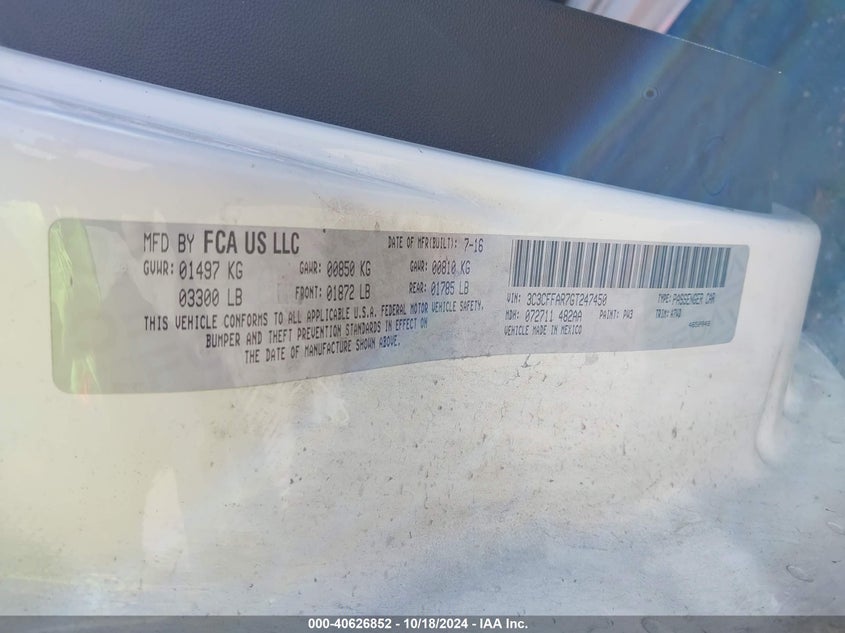 MFD BY FCA US LLC DATE OF MFR(BUILT): 7-16
GVWR: 01497 KG GAWR: 00850 KG GAWR: 00810 KG
03300 LB FRONT: 01872 LB REAR: 01785 LB
THIS VEHICLE CONFORMS TO ALL APPLICABLE U.S.A. FEDERAL MOTOR VEHICLE SAFETY,
BUMPER AND THEFT PREVENTION STANDARDS IN EFFECT ON
THE DATE OF MANUFACTURE SHOWN ABOVE.
VIN: 3C3CFFAR7GT247450 TYPE: PASSENGER CAR
MDH: 072711 482AA PAINT: PW3 TRIM: A7XD
VEHICLE MADE IN MEXICO
000-40626852 - 10/18/2024 - IAA Inc.